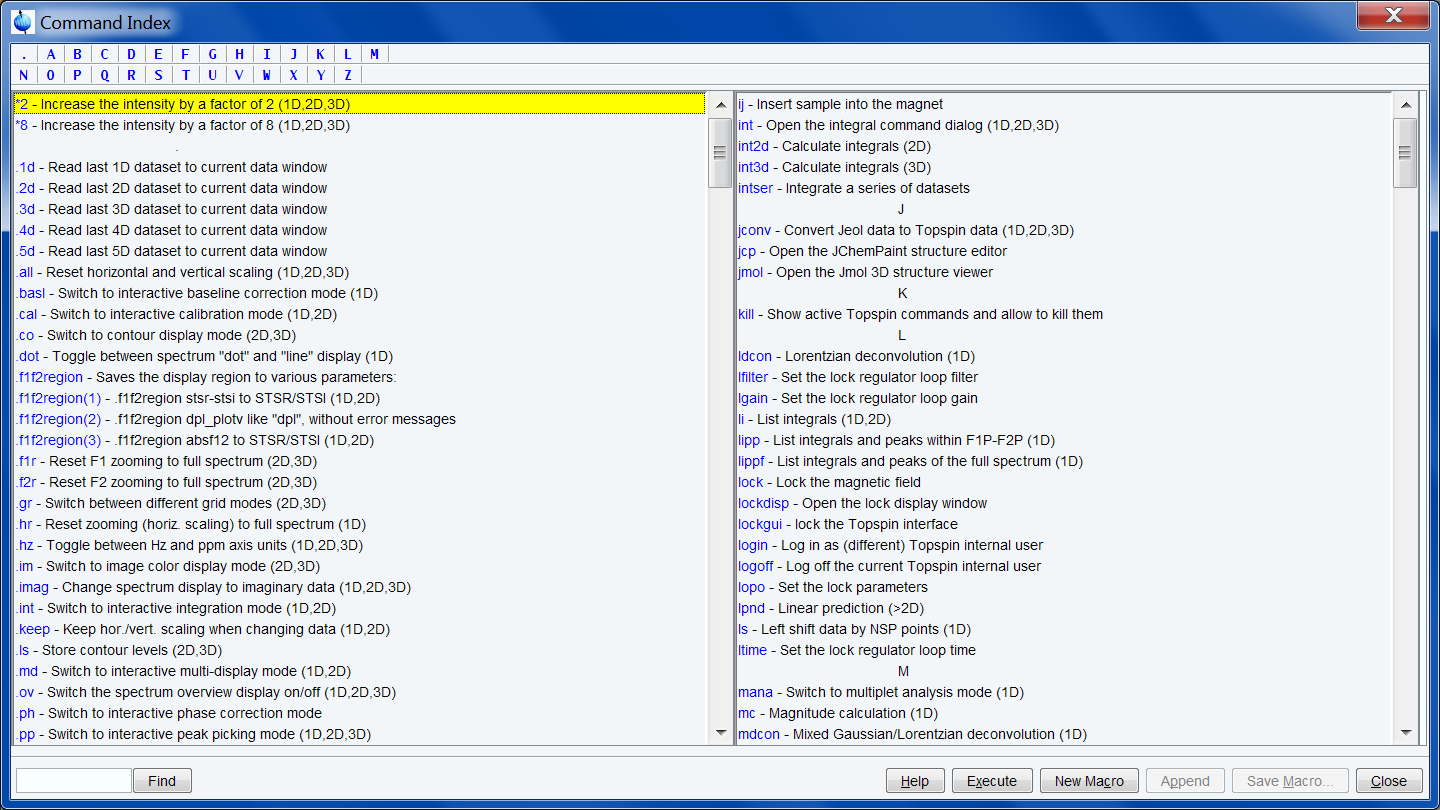 Command Index
. A B C D E F G H I J K L M
N O P Q R S T U V W X Y Z
*2 - Increase the intensity by a factor of 2 (1D,2D,3D)
*8 - Increase the intensity by a factor of 8 (1D,2D,3D)
.
.1d - Read last 1D dataset to current data window
.2d - Read last 2D dataset to current data window
.3d - Read last 3D dataset to current data window
.4d - Read last 4D dataset to current data window
.5d - Read last 5D dataset to current data window
.all - Reset horizontal and vertical scaling (1D,2D,3D)
.basl - Switch to interactive baseline correction mode (1D)
.cal - Switch to interactive calibration mode (1D,2D)
.co - Switch to contour display mode (2D,3D)
.dot - Toggle between spectrum "dot" and "line" display (1D)
.f1f2region - Saves the display region to various parameters:
.f1f2region(1) - .f1f2region stsr-stsi to STSR/STSI (1D,2D)
.f1f2region(2) - .f1f2region dpl_plotv like "dpl", without error messages
.f1f2region(3) - .f1f2region absf12 to STSR/STSI (1D,2D)
.f1r - Reset F1 zooming to full spectrum (2D,3D)
.f2r - Reset F2 zooming to full spectrum (2D,3D)
.gr - Switch between different grid modes (2D,3D)
.hr - Reset zooming (horiz. scaling) to full spectrum (1D)
.hz - Toggle between Hz and ppm axis units (1D,2D,3D)
.im - Switch to image color display mode (2D,3D)
.imag - Change spectrum display to imaginary data (1D,2D,3D)
.int - Switch to interactive integration mode (1D,2D)
.keep - Keep hor./vert. scaling when changing data (1D,2D)
.ls - Store contour levels (2D,3D)
.md - Switch to interactive multi-display mode (1D,2D)
.ov - Switch the spectrum overview display on/off (1D,2D,3D)
.ph - Switch to interactive phase correction mode
.pp - Switch to interactive peak picking mode (1D,2D,3D)
ij - Insert sample into the magnet
int - Open the integral command dialog (1D,2D,3D)
int2d - Calculate integrals (2D)
int3d - Calculate integrals (3D)
intser - Integrate a series of datasets
J
jconv - Convert Jeol data to Topspin data (1D,2D,3D)
jcp - Open the JChemPaint structure editor
jmol - Open the Jmol 3D structure viewer
K
kill - Show active Topspin commands and allow to kill them
L
ldcon - Lorentzian deconvolution (1D)
lfilter - Set the lock regulator loop filter
lgain - Set the lock regulator loop gain
li - List integrals (1D,2D)
lipp - List integrals and peaks within F1P-F2P (1D)
lippf - List integrals and peaks of the full spectrum (1D)
lock - Lock the magnetic field
lockdisp - Open the lock display window
lockgui - lock the Topspin interface
login - Log in as (different) Topspin internal user
logoff - Log off the current Topspin internal user
lopo - Set the lock parameters
lpnd - Linear prediction (>2D)
ls - Left shift data by NSP points (1D)
ltime - Set the lock regulator loop time
M
mana - Switch to multiplet analysis mode (1D)
mc - Magnitude calculation (1D)
mdcon - Mixed Gaussian/Lorentzian deconvolution (1D)
Find Help Execute New Macro Append Save Macro... Close